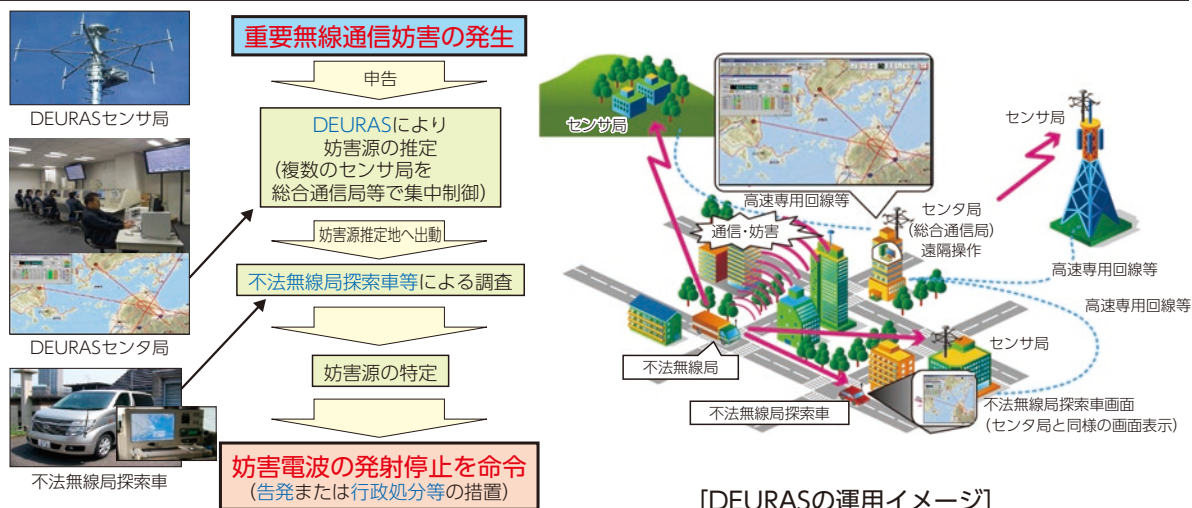 DEURASセンサ局
DEURASセンタ局
不法無線局探索車
重要無線通信妨害の発生
申告
DEURASにより
妨害源の推定
(複数のセンサ局を
総合通信局等で集中制御)
妨害源推定地へ出動
不法無線局探索車等による調査
妨害源の特定
妨害電波の発射停止を命令
(告発または行政処分等の措置)
センサ局
センサ局
高速専用回線等
センタ局
(総合通信局)
遠隔操作
通信・妨害
高速専用回線等
高速専用回線等
センサ局
不法無線局
不法無線局探索車
不法無線局探索車画面
(センタ局と同様の画面表示)
[DEURASの運用イメージ]